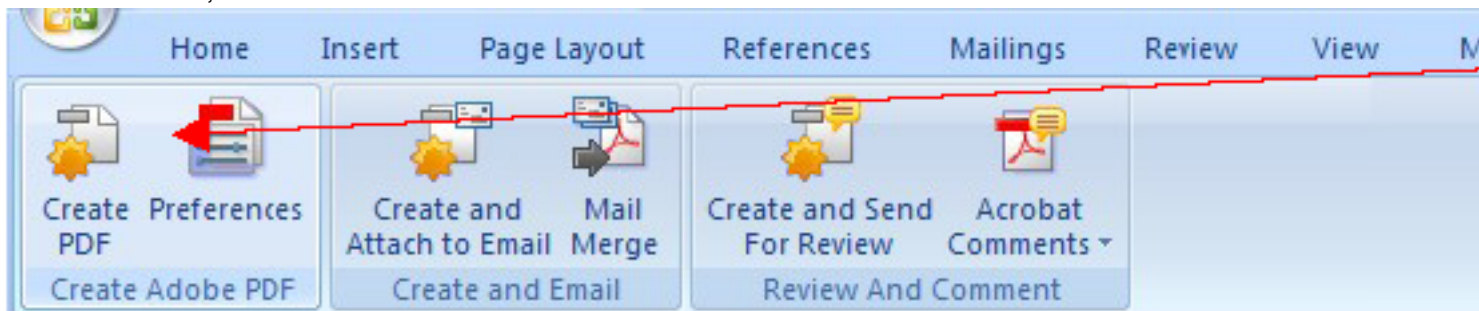 Home Insert Page Layout References Mailings Review View
Create Preferences Create and Mail Create and Send Acrobat
PDF Attach to Email Merge For Review Comments
Create Adobe PDF Create and Email Review And Comment